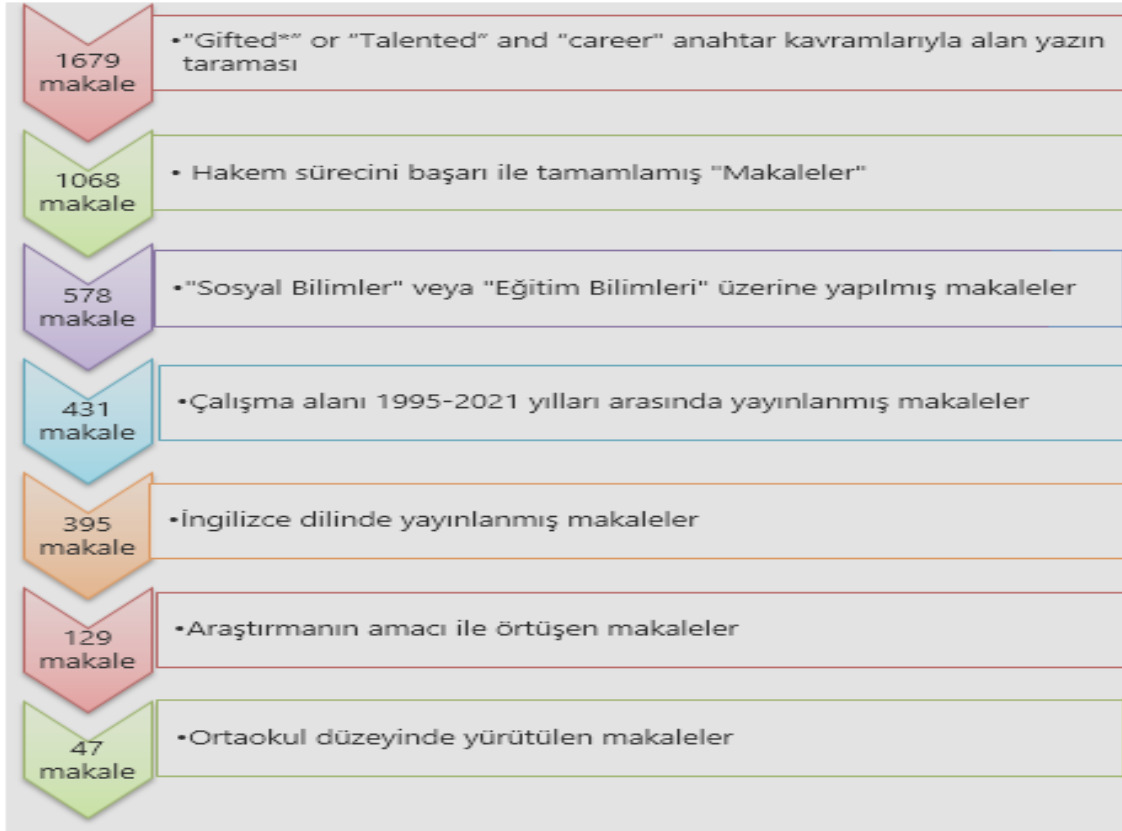 1679
makale
•"Gifted*" or "Talented" and "career" anahtar kavramlarıyla alan yazın
taraması
1068
makale
• Hakem sürecini başarı ile tamamlamış "Makaleler"
578
makale
•"Sosyal Bilimler" veya "Eğitim Bilimleri" üzerine yapılmış makaleler
431
makale
•Çalışma alanı 1995-2021 yılları arasında yayınlanmış makaleler
395
makale
•İngilizce dilinde yayınlanmış makaleler
129
makale
•Araştırmanın amacı ile örtüşen makaleler
47
makale
•Ortaokul düzeyinde yürütülen makaleler